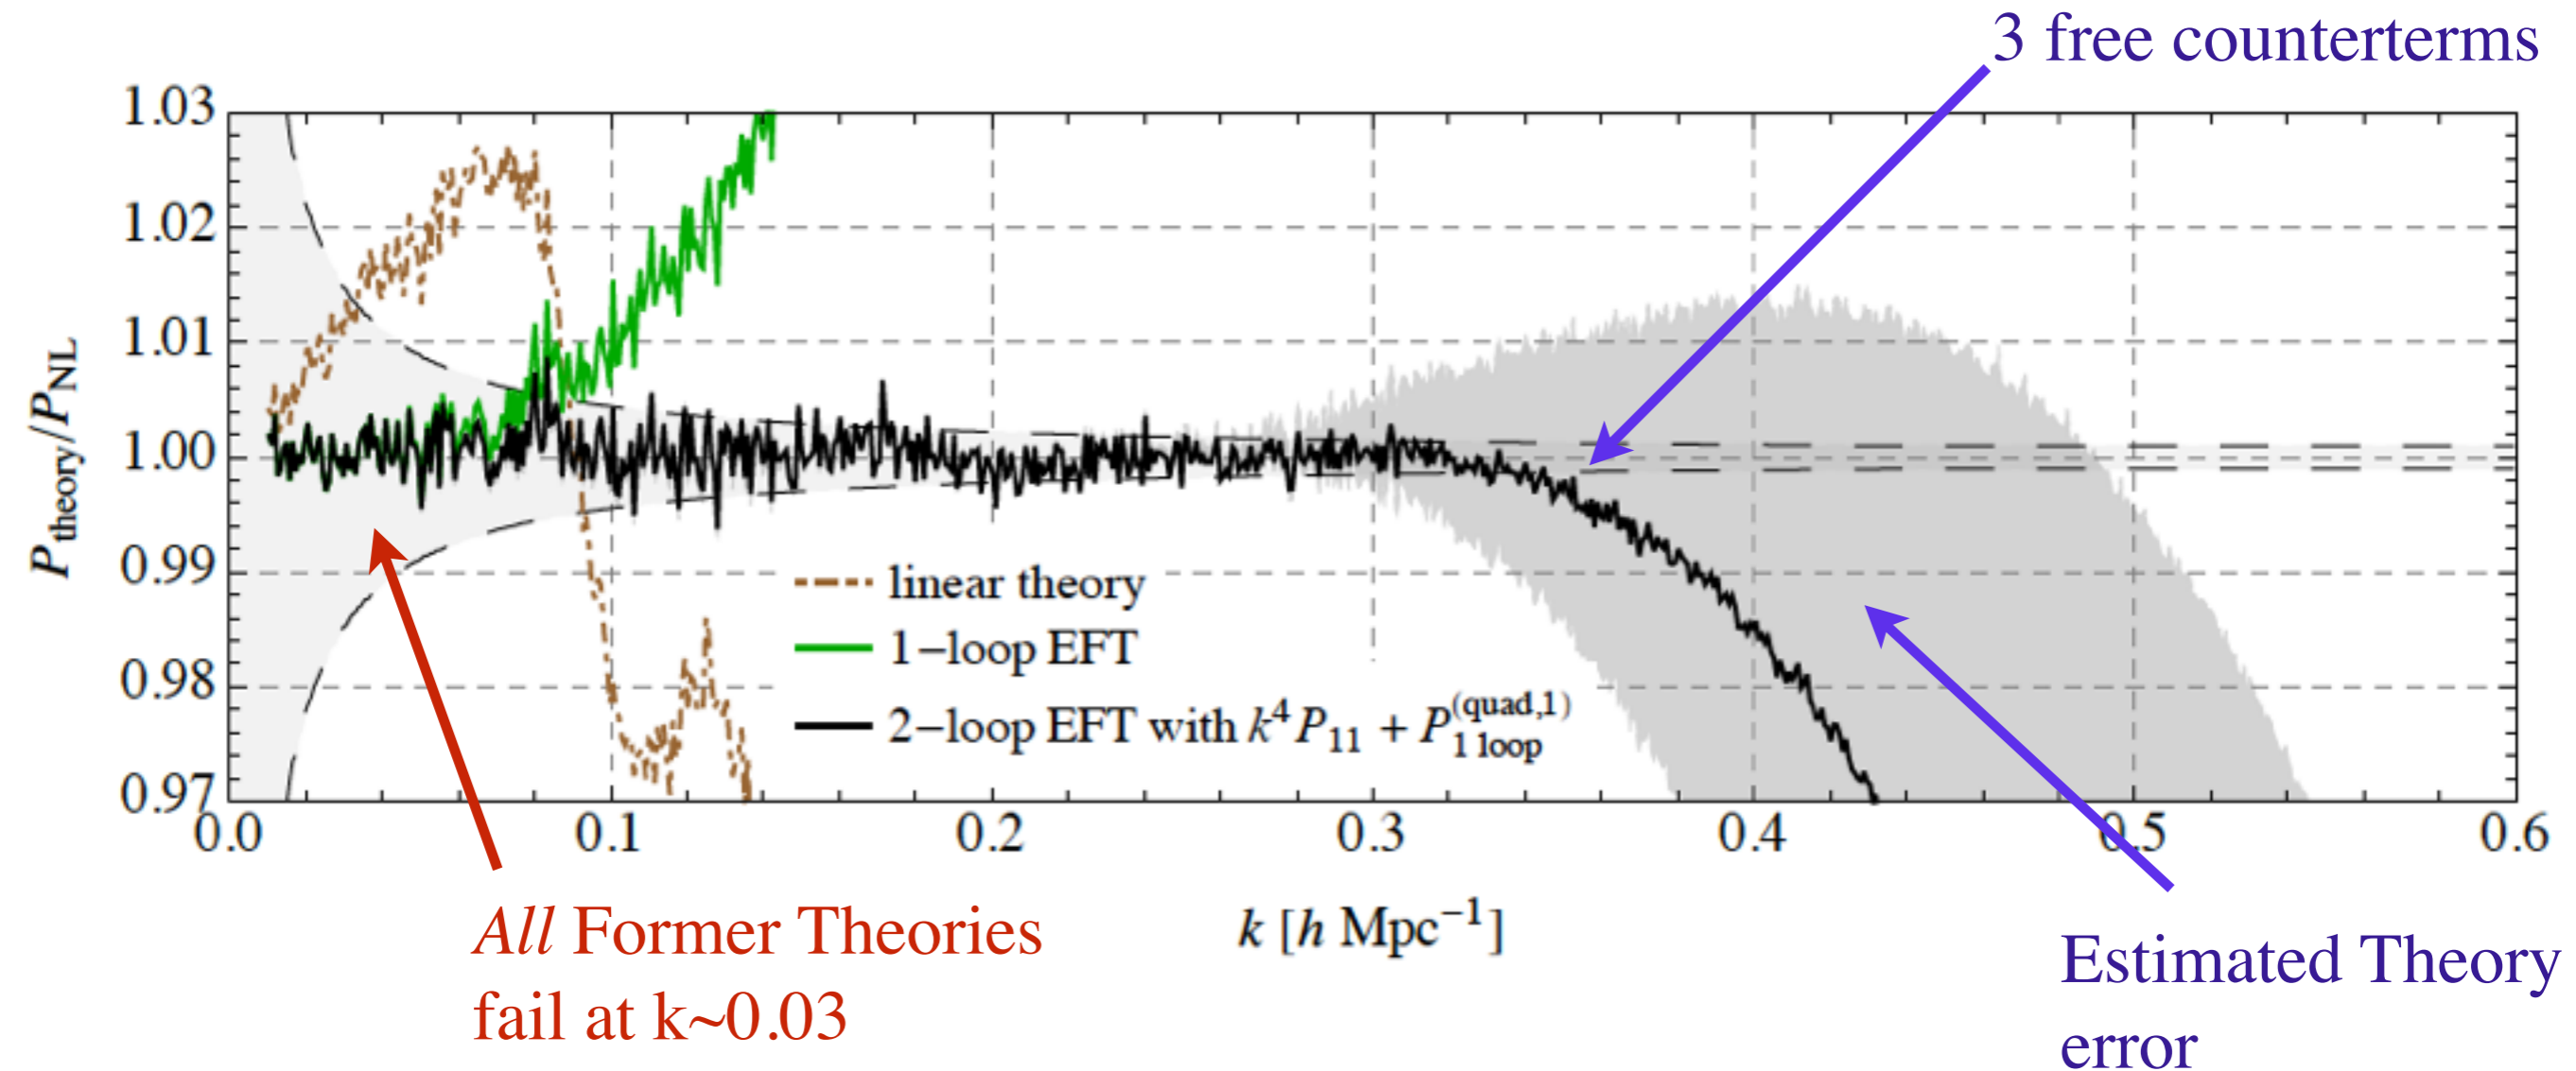 3 free counterterms
1.03
1.02
1.01
1.00
0.99
0.98
0.97
P_theory/P_NL
linear theory
1−loop EFT
2−loop EFT with k⁴P₁₁ + P_{1 loop}^{(quad,1)}
0.0 0.1 0.2 0.3 0.4 0.5 0.6
k [h Mpc⁻¹]
All Former Theories
fail at k~0.03
Estimated Theory
error